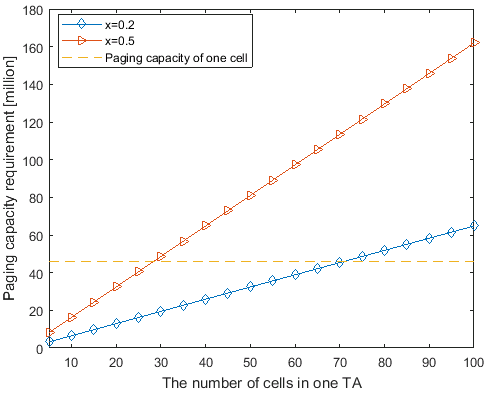 180
160
140
120
100
80
60
40
20
0
Paging capacity requirement [million]
x=0.2
x=0.5
Paging capacity of one cell
10 20 30 40 50 60 70 80 90 100
The number of cells in one TA